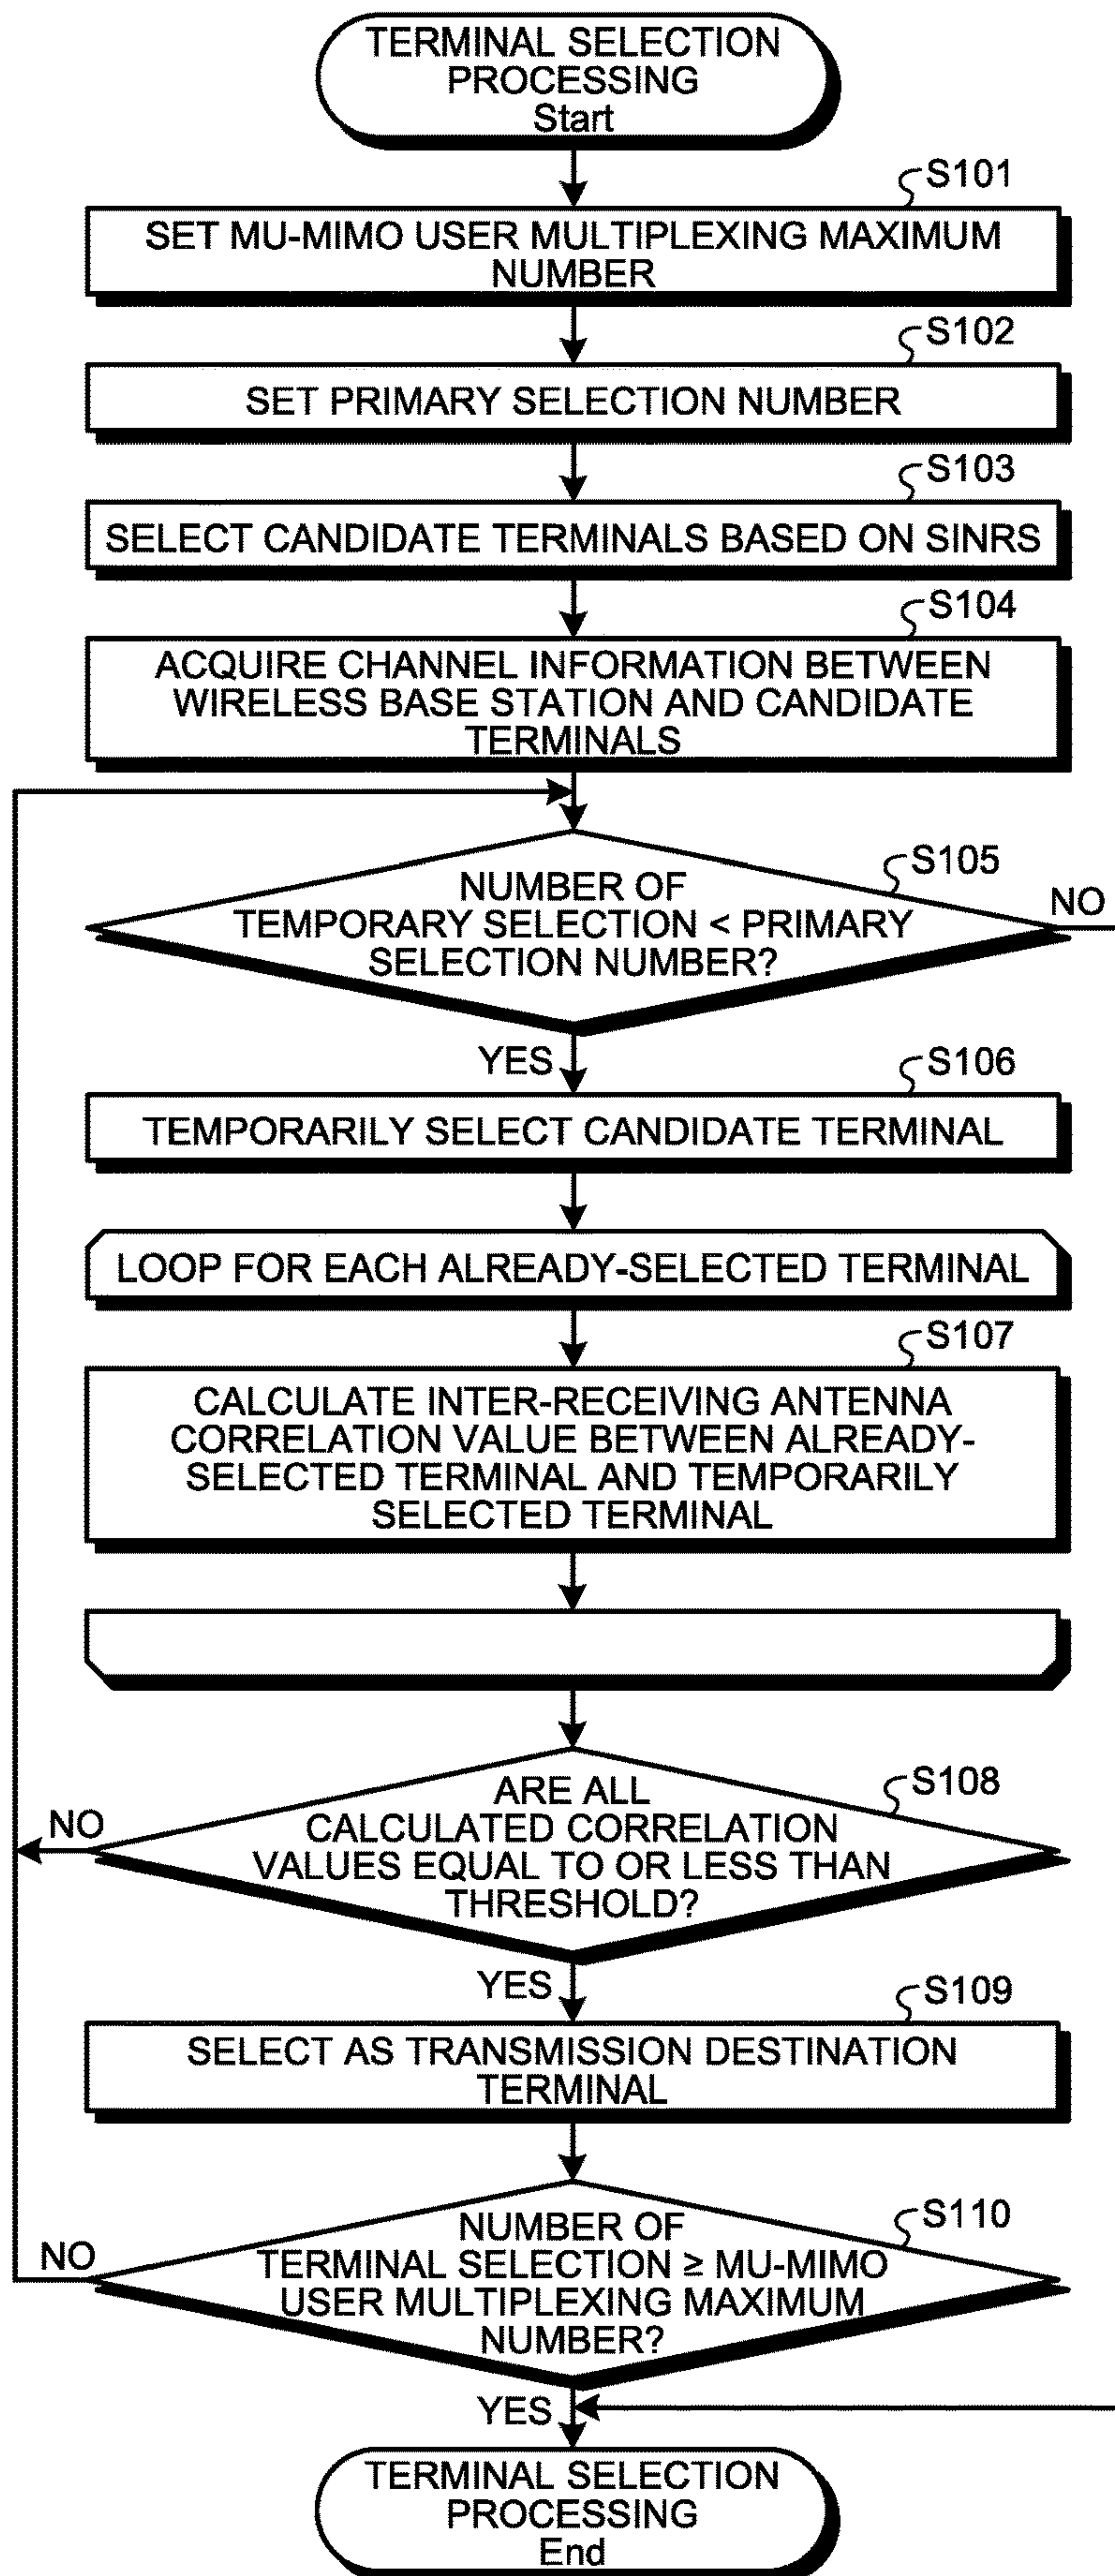 TERMINAL SELECTION
PROCESSING
Start
S101
SET MU-MIMO USER MULTIPLEXING MAXIMUM
NUMBER
S102
SET PRIMARY SELECTION NUMBER
S103
SELECT CANDIDATE TERMINALS BASED ON SINRS
S104
ACQUIRE CHANNEL INFORMATION BETWEEN
WIRELESS BASE STATION AND CANDIDATE
TERMINALS
S105
NUMBER OF
TEMPORARY SELECTION < PRIMARY
SELECTION NUMBER?
NO
YES
S106
TEMPORARILY SELECT CANDIDATE TERMINAL
LOOP FOR EACH ALREADY-SELECTED TERMINAL
S107
CALCULATE INTER-RECEIVING ANTENNA
CORRELATION VALUE BETWEEN ALREADY-
SELECTED TERMINAL AND TEMPORARILY
SELECTED TERMINAL
S108
ARE ALL
CALCULATED CORRELATION
VALUES EQUAL TO OR LESS THAN
THRESHOLD?
NO
YES
S109
SELECT AS TRANSMISSION DESTINATION
TERMINAL
S110
NUMBER OF
TERMINAL SELECTION ≥ MU-MIMO
USER MULTIPLEXING MAXIMUM
NUMBER?
NO
YES
TERMINAL SELECTION
PROCESSING
End